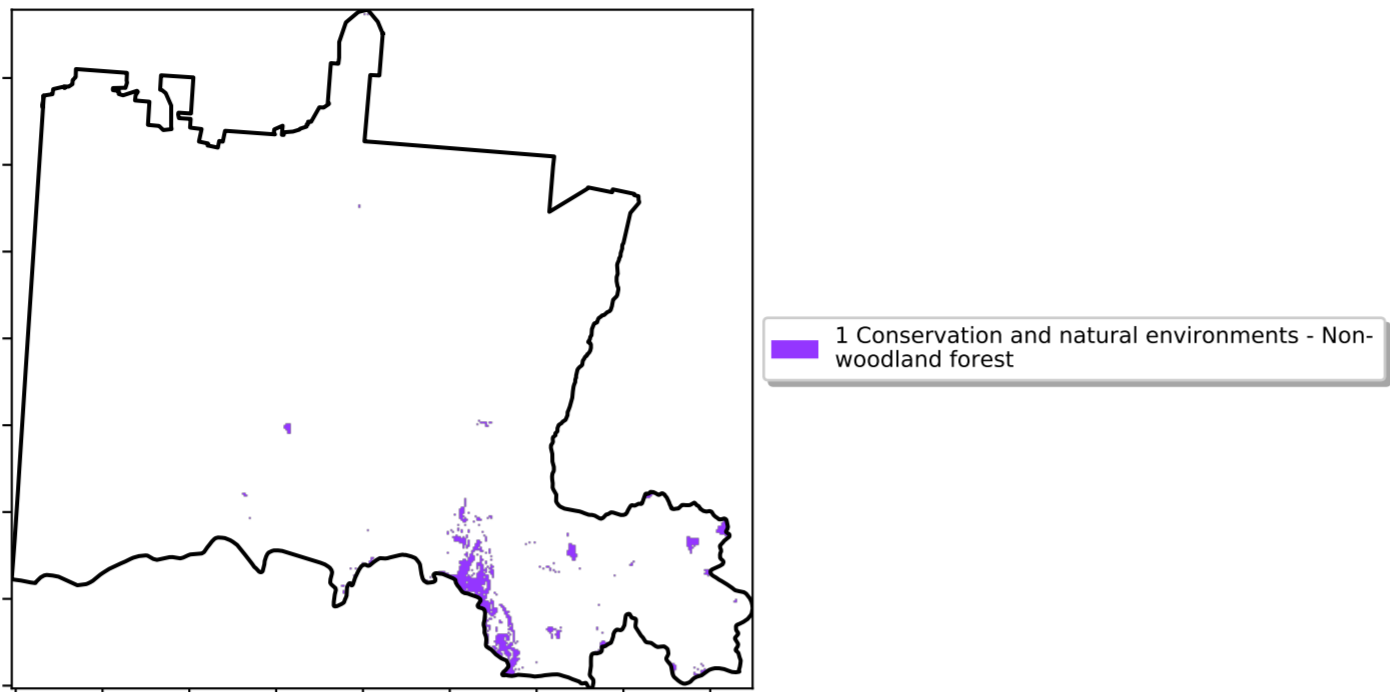 1 Conservation and natural environments - Non-
woodland forest